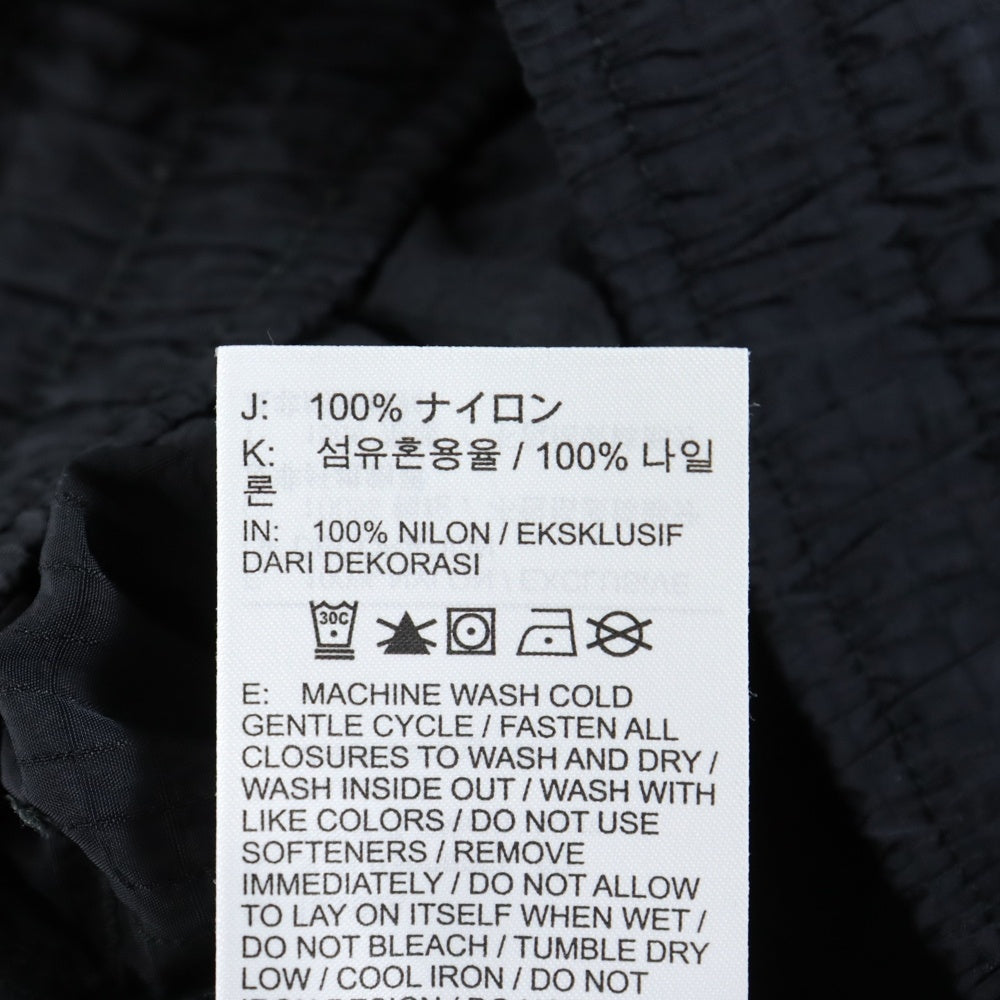 J: 100% ナイロン
K: 섬유혼용율 / 100% 나일
론
IN: 100% NILON / EKSKLUSIF
DARI DEKORASI
30C
E: MACHINE WASH COLD
GENTLE CYCLE / FASTEN ALL
CLOSURES TO WASH AND DRY /
WASH INSIDE OUT / WASH WITH
LIKE COLORS / DO NOT USE
SOFTENERS / REMOVE
IMMEDIATELY / DO NOT ALLOW
TO LAY ON ITSELF WHEN WET /
DO NOT BLEACH / TUMBLE DRY
LOW / COOL IRON / DO NOT
IRON DESIGN / DO